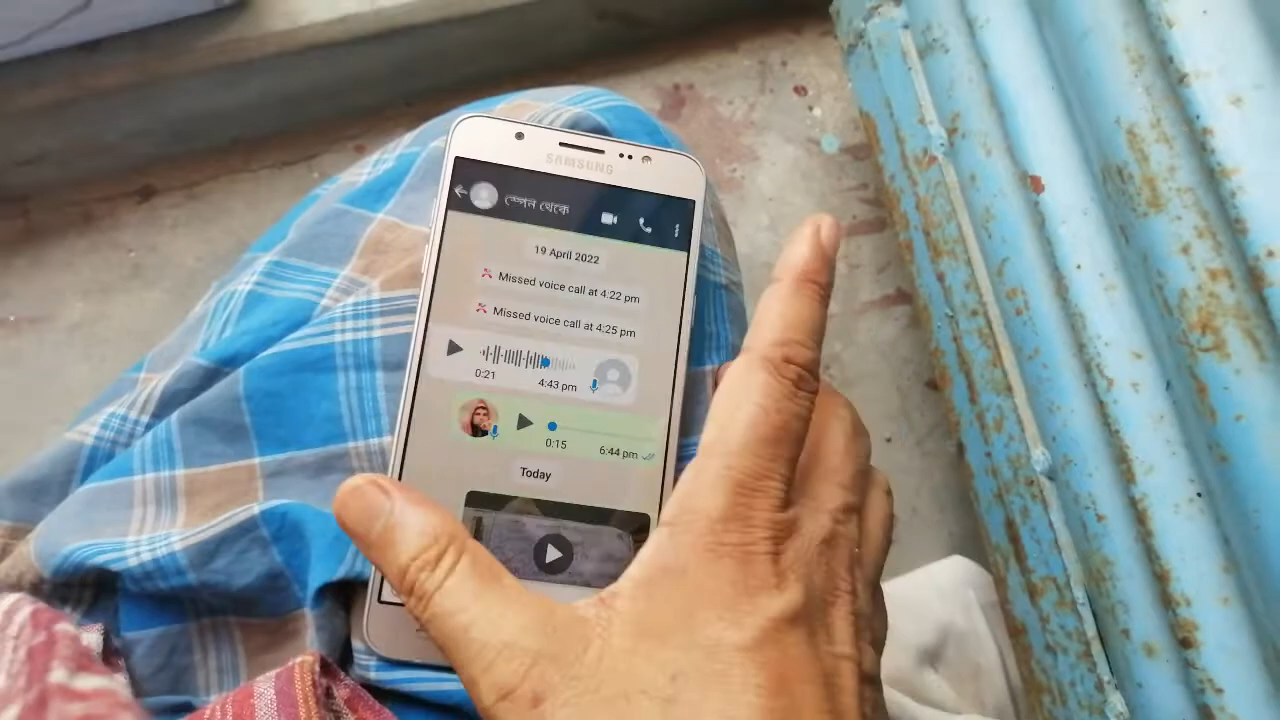 SAMSUNG
স্পেন থেকে
19 April 2022
Missed voice call at 4:22 pm
Missed voice call at 4:25 pm
0:21 4:43 pm
0:15 6:44 pm
Today